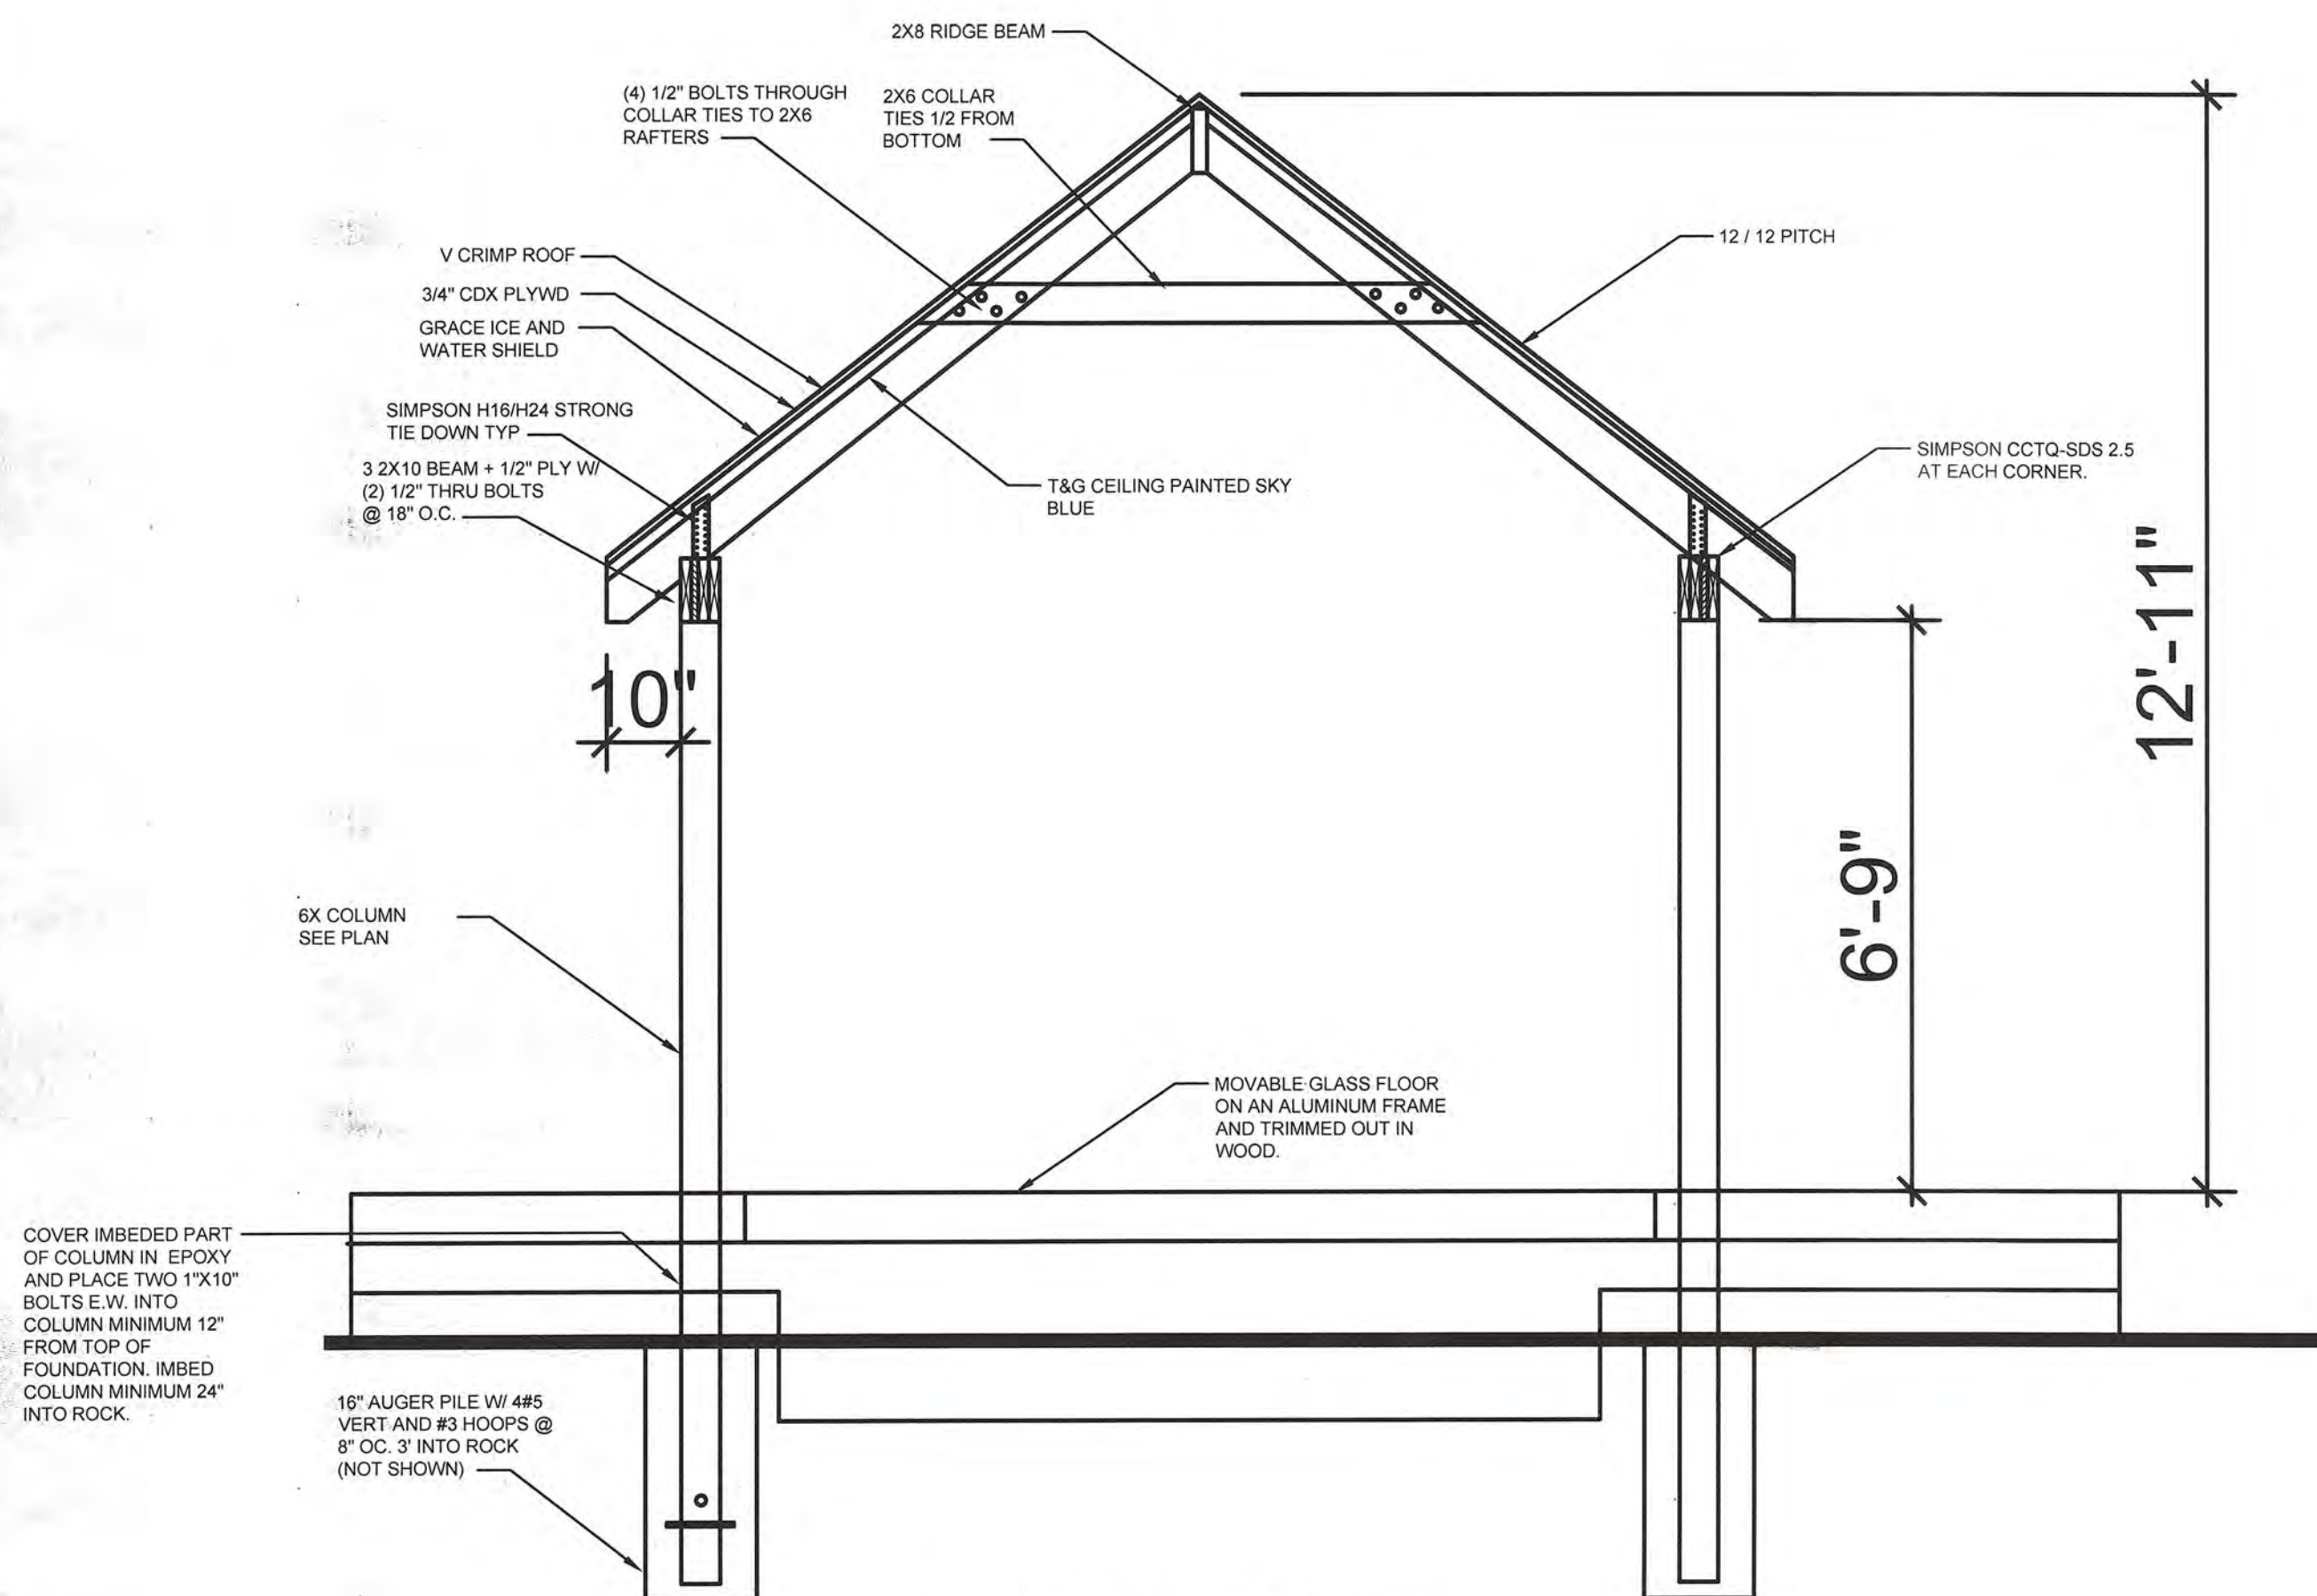 2X8 RIDGE BEAM
(4) 1/2" BOLTS THROUGH
COLLAR TIES TO 2X6
RAFTERS
2X6 COLLAR
TIES 1/2 FROM
BOTTOM
12 / 12 PITCH
V CRIMP ROOF
3/4" CDX PLYWD
GRACE ICE AND
WATER SHIELD
SIMPSON H16/H24 STRONG
TIE DOWN TYP
3 2X10 BEAM + 1/2" PLY W/
(2) 1/2" THRU BOLTS
@ 18" O.C.
T&G CEILING PAINTED SKY
BLUE
SIMPSON CCTQ-SDS 2.5
AT EACH CORNER.
12'-11"
10"
6'-9"
6X COLUMN
SEE PLAN
MOVABLE GLASS FLOOR
ON AN ALUMINUM FRAME
AND TRIMMED OUT IN
WOOD.
COVER IMBEDED PART
OF COLUMN IN EPOXY
AND PLACE TWO 1"X10"
BOLTS E.W. INTO
COLUMN MINIMUM 12"
FROM TOP OF
FOUNDATION. IMBED
COLUMN MINIMUM 24"
INTO ROCK.
16" AUGER PILE W/ 4#5
VERT AND #3 HOOPS @
8" OC. 3' INTO ROCK
(NOT SHOWN)